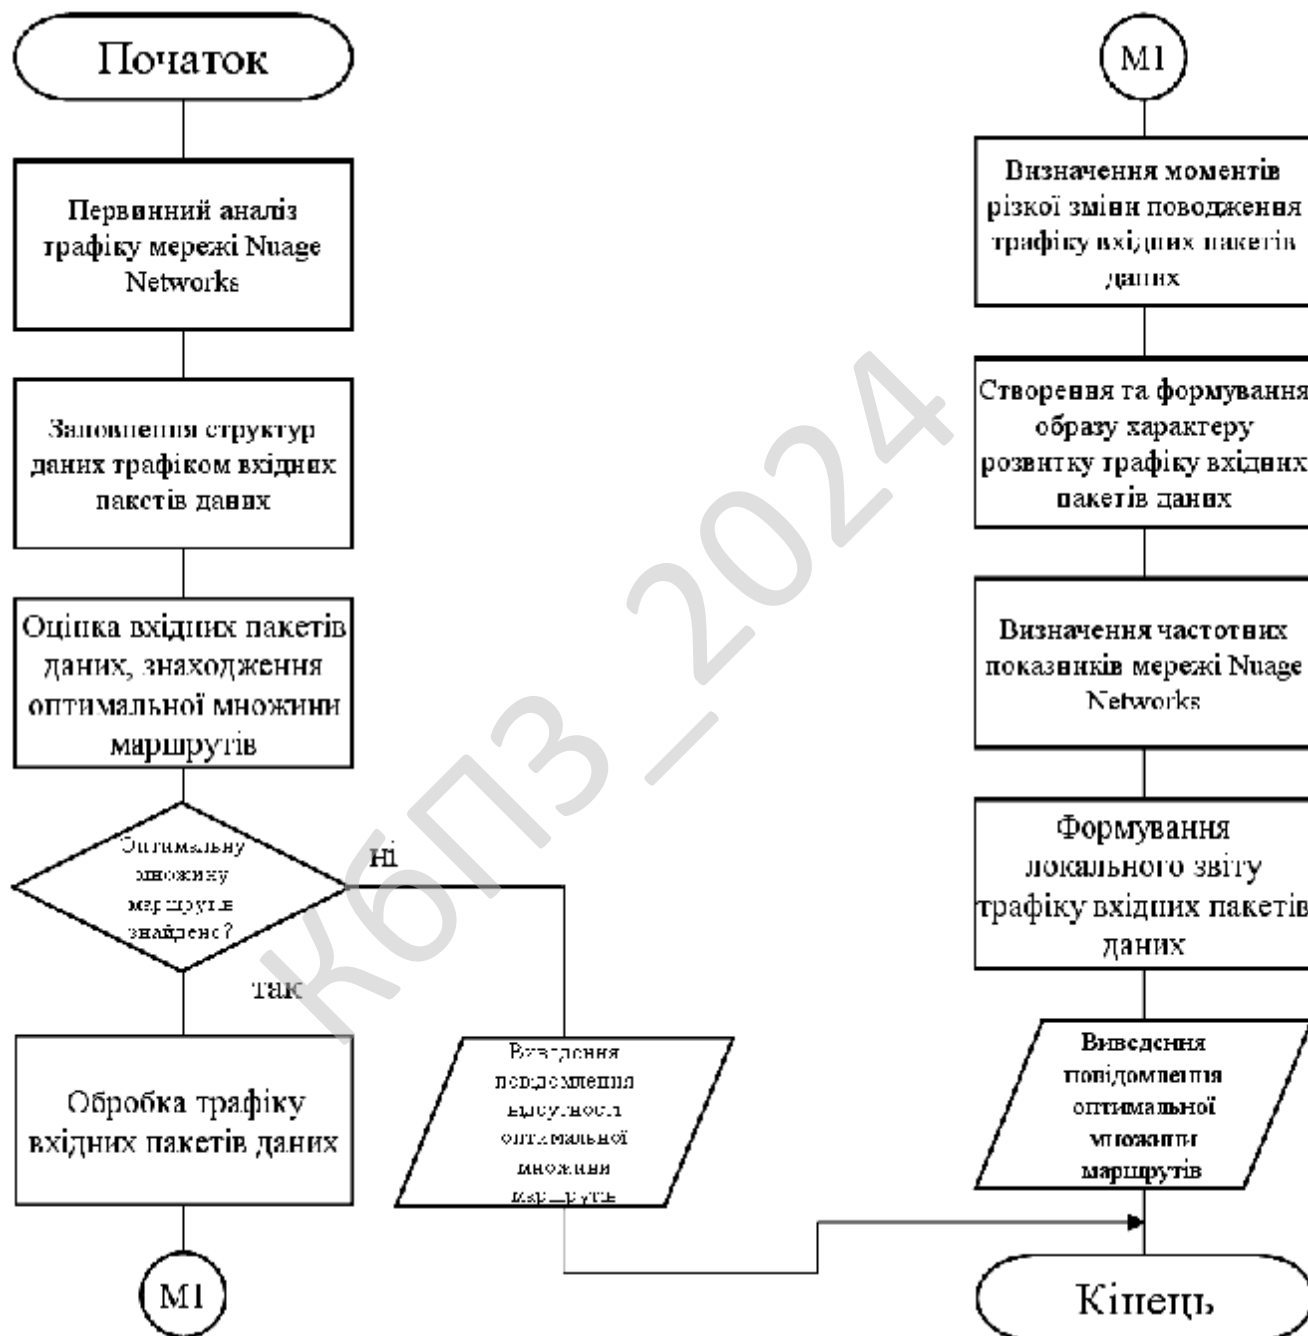 Початок
Первинний аналіз
трафіку мережі Nuage
Networks
Заповнення структур
даних трафіком вхідних
пакетів даних
Оцінка вхідних пакетів
даних, знаходження
оптимальної множини
маршрутів
Оптимальну
множину
маршрутів
знайдено?
ні
так
Обробка трафіку
вхідних пакетів даних
М1
Виведення
повідомлення
відсутності
оптимальної
множини
маршрутів
М1
Визначення моментів
різкої зміни поводження
трафіку вхідних пакетів
даних
Створення та формування
образу характеру
розвитку трафіку вхідних
пакетів даних
Визначення частотних
показників мережі Nuage
Networks
Формування
локального звіту
трафіку вхідних пакетів
даних
Виведення
повідомлення
оптимальної
множини
маршрутів
Кінець
КбПЗ_2024